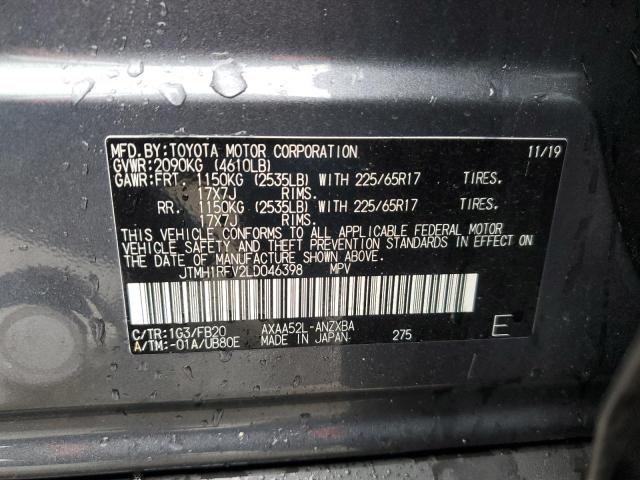 MFD.BY:TOYOTA MOTOR CORPORATION 11/19
GVWR:2090KG (4610LB)
GAWR:FRT. 1150KG (2535LB) WITH 225/65R17 TIRES.
17X7J RIMS.
RR. 1150KG (2535LB) WITH 225/65R17 TIRES.
17X7J RIMS.
THIS VEHICLE CONFORMS TO ALL APPLICABLE FEDERAL MOTOR
VEHICLE SAFETY AND THEFT PREVENTION STANDARDS IN EFFECT ON
THE DATE OF MANUFACTURE SHOWN ABOVE.
JTMH1RFV2LD046398 MPV
C/TR:1G3/FB20 AXAA52L-ANZXBA
A/TM:-01A/UB80E MADE IN JAPAN 275 E